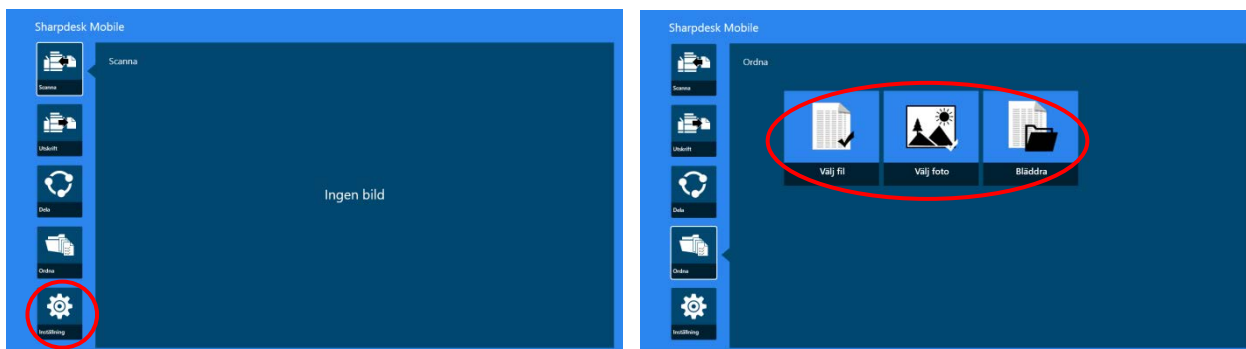 Sharpdesk Mobile
Scanna
Scanna
Utskrift
Ingen bild
Dela
Ordna
Inställning
Sharpdesk Mobile
Ordna
Scanna
Utskrift
Välj fil
Välj foto
Bläddra
Dela
Ordna
Inställning